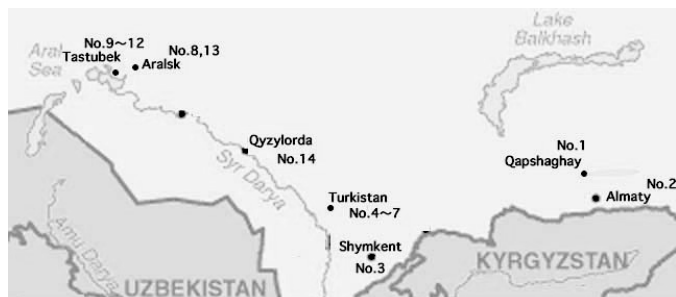 Lake
Balkhash
Aral
Sea
No.9～12
Tastubek
No.8,13
Aralsk
Qyzylorda
No.14
Syr Darya
No.1
Qapshaghay
No.2
Almaty
Turkistan
No.4～7
Shymkent
No.3
Amu Darya
UZBEKISTAN
KYRGYZSTAN